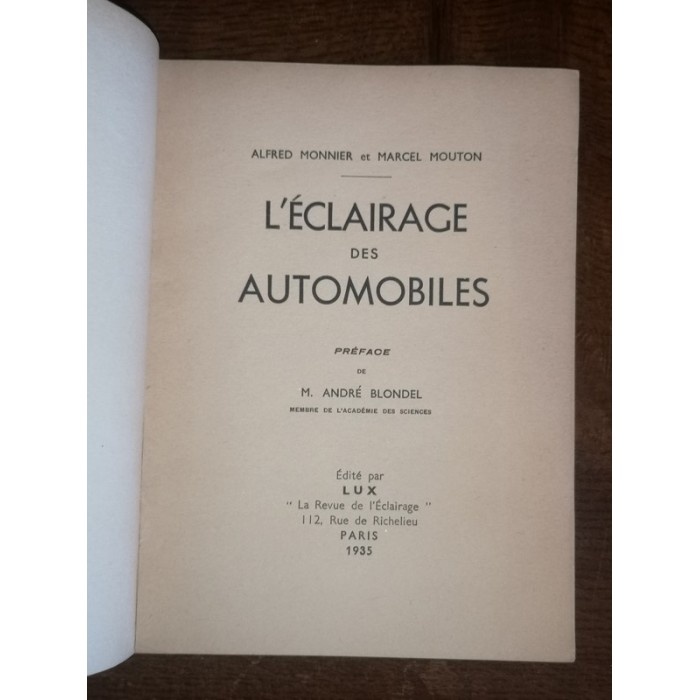 ALFRED MONNIER et MARCEL MOUTON
L'ÉCLAIRAGE
DES
AUTOMOBILES
PRÉFACE
DE
M. ANDRÉ BLONDEL
MEMBRE DE L'ACADÉMIE DES SCIENCES
Édité par
LUX
" La Revue de l'Éclairage "
112, Rue de Richelieu
PARIS
1935